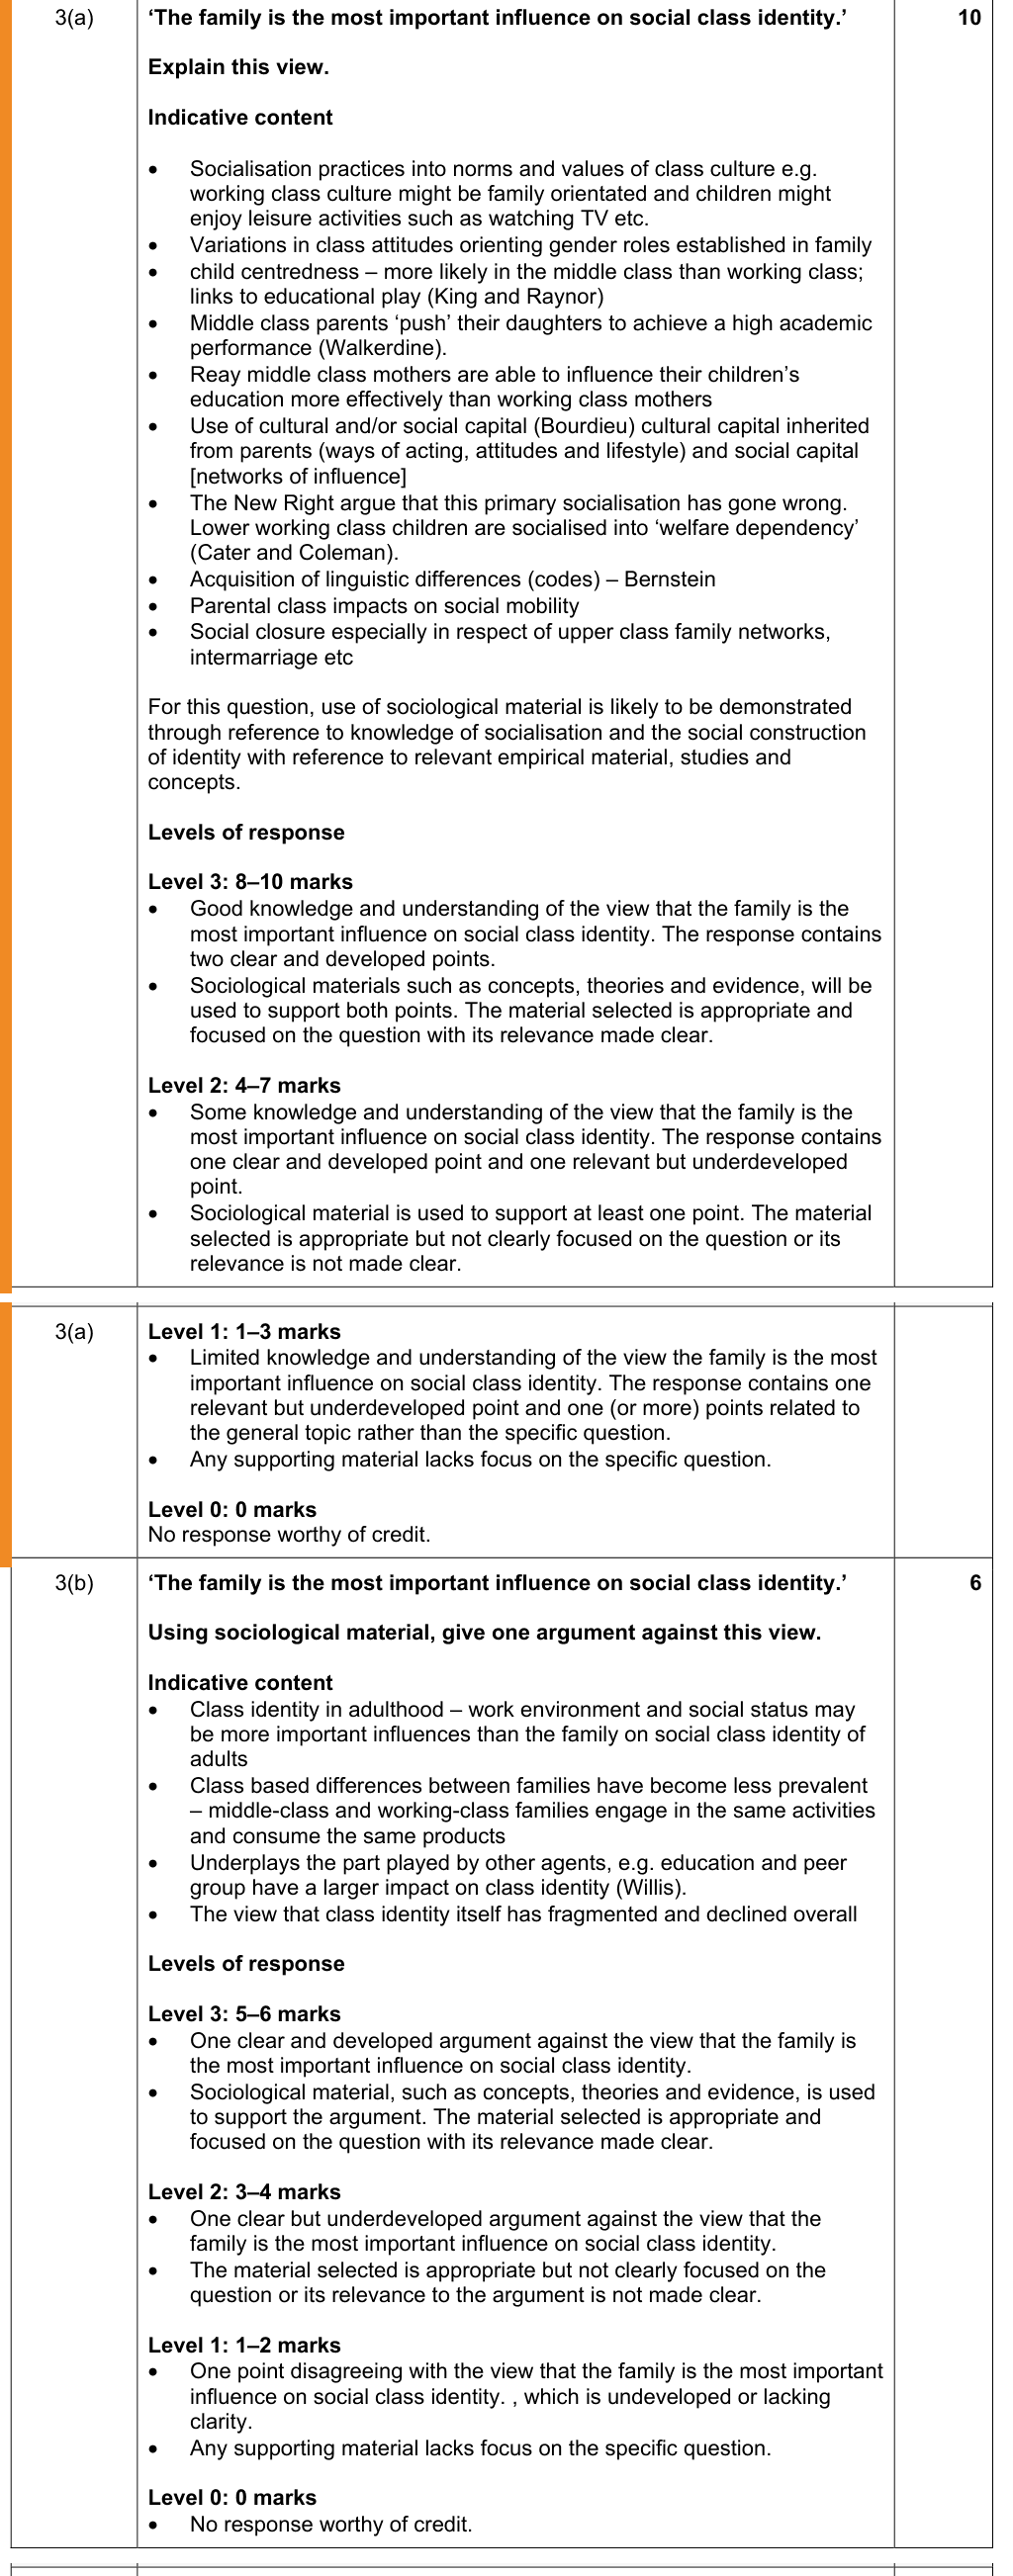 3(a)
‘The family is the most important influence on social class identity.’
10
Explain this view.
Indicative content
• Socialisation practices into norms and values of class culture e.g.
working class culture might be family orientated and children might
enjoy leisure activities such as watching TV etc.
• Variations in class attitudes orienting gender roles established in family
• child centredness – more likely in the middle class than working class;
links to educational play (King and Raynor)
• Middle class parents ‘push’ their daughters to achieve a high academic
performance (Walkerdine).
• Reay middle class mothers are able to influence their children’s
education more effectively than working class mothers
• Use of cultural and/or social capital (Bourdieu) cultural capital inherited
from parents (ways of acting, attitudes and lifestyle) and social capital
[networks of influence]
• The New Right argue that this primary socialisation has gone wrong.
Lower working class children are socialised into ‘welfare dependency’
(Cater and Coleman).
• Acquisition of linguistic differences (codes) – Bernstein
• Parental class impacts on social mobility
• Social closure especially in respect of upper class family networks,
intermarriage etc
For this question, use of sociological material is likely to be demonstrated
through reference to knowledge of socialisation and the social construction
of identity with reference to relevant empirical material, studies and
concepts.
Levels of response
Level 3: 8–10 marks
• Good knowledge and understanding of the view that the family is the
most important influence on social class identity. The response contains
two clear and developed points.
• Sociological materials such as concepts, theories and evidence, will be
used to support both points. The material selected is appropriate and
focused on the question with its relevance made clear.
Level 2: 4–7 marks
• Some knowledge and understanding of the view that the family is the
most important influence on social class identity. The response contains
one clear and developed point and one relevant but underdeveloped
point.
• Sociological material is used to support at least one point. The material
selected is appropriate but not clearly focused on the question or its
relevance is not made clear.
3(a)
Level 1: 1–3 marks
• Limited knowledge and understanding of the view the family is the most
important influence on social class identity. The response contains one
relevant but underdeveloped point and one (or more) points related to
the general topic rather than the specific question.
• Any supporting material lacks focus on the specific question.
Level 0: 0 marks
No response worthy of credit.
3(b)
‘The family is the most important influence on social class identity.’
6
Using sociological material, give one argument against this view.
Indicative content
• Class identity in adulthood – work environment and social status may
be more important influences than the family on social class identity of
adults
• Class based differences between families have become less prevalent
– middle-class and working-class families engage in the same activities
and consume the same products
• Underplays the part played by other agents, e.g. education and peer
group have a larger impact on class identity (Willis).
• The view that class identity itself has fragmented and declined overall
Levels of response
Level 3: 5–6 marks
• One clear and developed argument against the view that the family is
the most important influence on social class identity.
• Sociological material, such as concepts, theories and evidence, is used
to support the argument. The material selected is appropriate and
focused on the question with its relevance made clear.
Level 2: 3–4 marks
• One clear but underdeveloped argument against the view that the
family is the most important influence on social class identity.
• The material selected is appropriate but not clearly focused on the
question or its relevance to the argument is not made clear.
Level 1: 1–2 marks
• One point disagreeing with the view that the family is the most important
influence on social class identity. , which is undeveloped or lacking
clarity.
• Any supporting material lacks focus on the specific question.
Level 0: 0 marks
• No response worthy of credit.